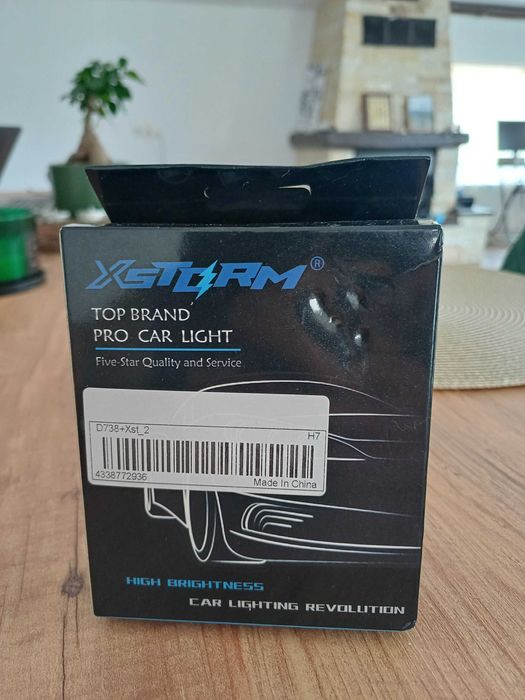 XSTORM®
TOP BRAND
PRO CAR LIGHT
Five-Star Quality and Service
D738+Xst_2
H7
4338772936
Made In China
HIGH BRIGHTNESS
CAR LIGHTING REVOLUTION